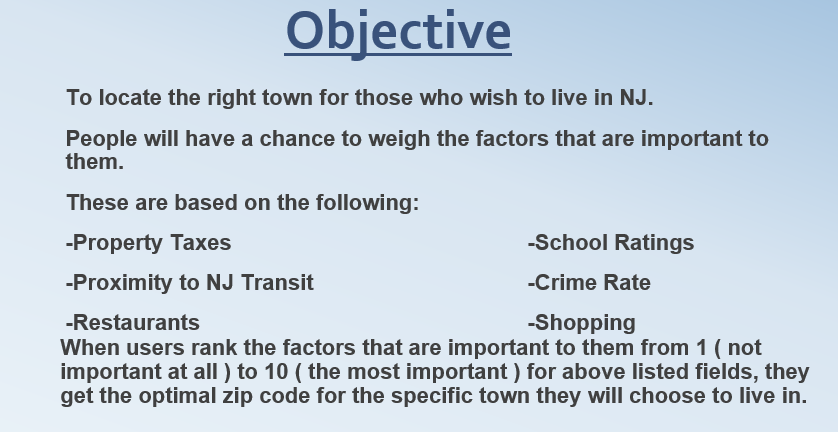 Objective
To locate the right town for those who wish to live in NJ.
People will have a chance to weigh the factors that are important to
them.
These are based on the following:
-Property Taxes
-School Ratings
-Proximity to NJ Transit
-Crime Rate
-Restaurants
-Shopping
When users rank the factors that are important to them from 1 ( not
important at all ) to 10 ( the most important ) for above listed fields, they
get the optimal zip code for the specific town they will choose to live in.